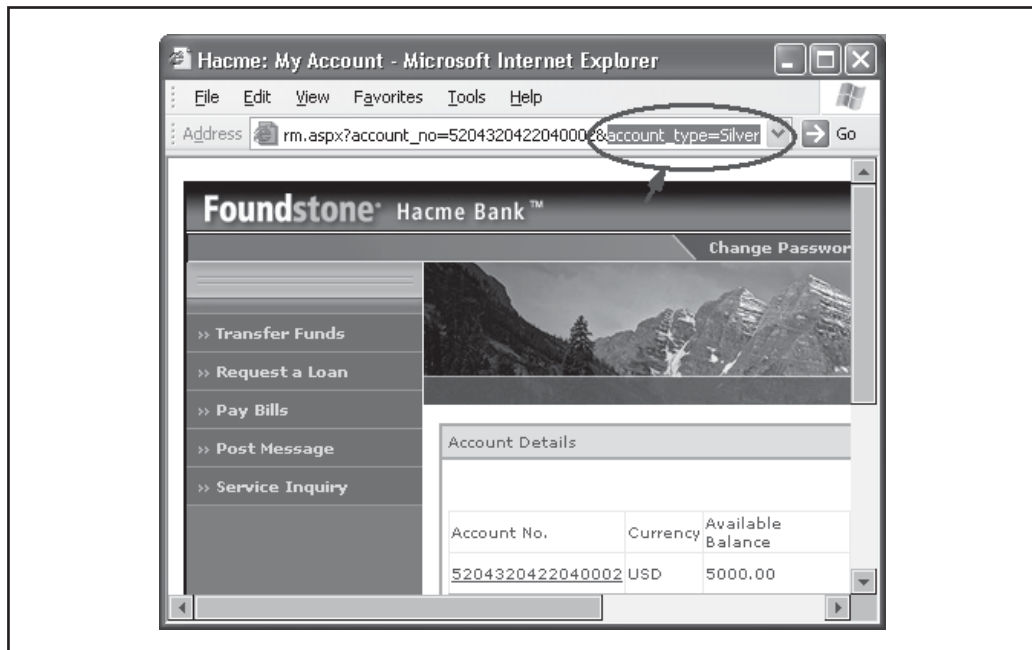 Hacme: My Account - Microsoft Internet Explorer
File Edit View Favorites Tools Help
Address rm.aspx?account_no=5204320422040002&account_type=Silver Go
Foundstone Hacme Bank™
Change Passwor
›› Transfer Funds
›› Request a Loan
›› Pay Bills
›› Post Message
›› Service Inquiry
Account Details
Account No. Currency Available Balance
5204320422040002 USD 5000.00